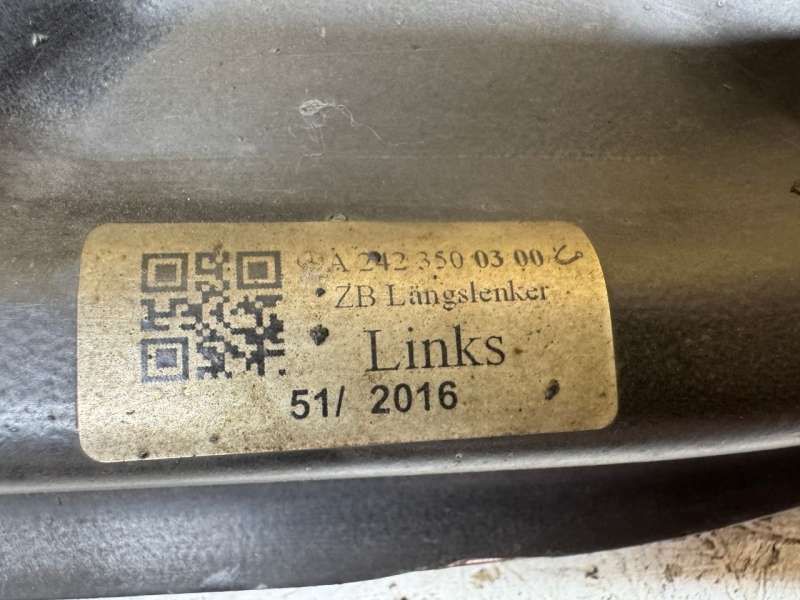 A 242 350 03 00
ZB Längslenker
Links
51/ 2016